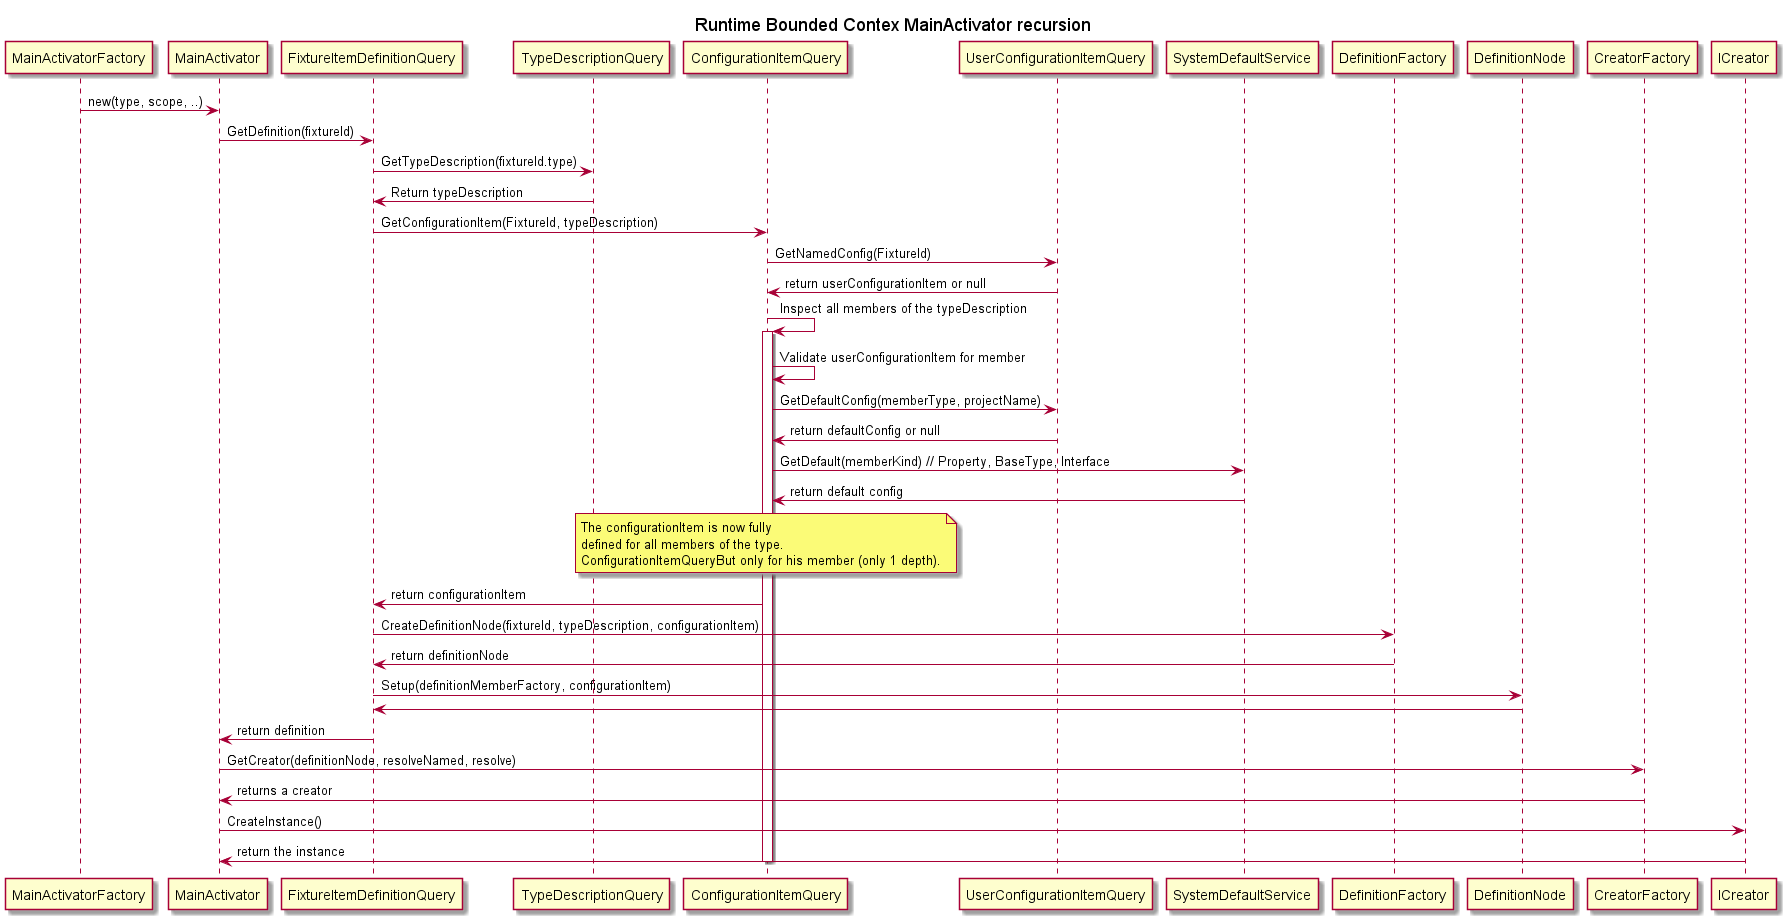 Runtime Bounded Contex MainActivator recursion
MainActivatorFactory
MainActivator
FixtureItemDefinitionQuery
TypeDescriptionQuery
ConfigurationItemQuery
UserConfigurationItemQuery
SystemDefaultService
DefinitionFactory
DefinitionNode
CreatorFactory
ICreator
new(type, scope, ..)
GetDefinition(fixtureId)
GetTypeDescription(fixtureId.type)
Return typeDescription
GetConfigurationItem(FixtureId, typeDescription)
GetNamedConfig(FixtureId)
return userConfigurationItem or null
Inspect all members of the typeDescription
Validate userConfigurationItem for member
GetDefaultConfig(memberType, projectName)
return defaultConfig or null
GetDefault(memberKind) // Property, BaseType, Interface
return default config
The configurationItem is now fully
defined for all members of the type.
ConfigurationItemQueryBut only for his member (only 1 depth).
return configurationItem
CreateDefinitionNode(fixtureId, typeDescription, configurationItem)
return definitionNode
Setup(definitionMemberFactory, configurationItem)
return definition
GetCreator(definitionNode, resolveNamed, resolve)
returns a creator
CreateInstance()
return the instance
MainActivatorFactory
MainActivator
FixtureItemDefinitionQuery
TypeDescriptionQuery
ConfigurationItemQuery
UserConfigurationItemQuery
SystemDefaultService
DefinitionFactory
DefinitionNode
CreatorFactory
ICreator